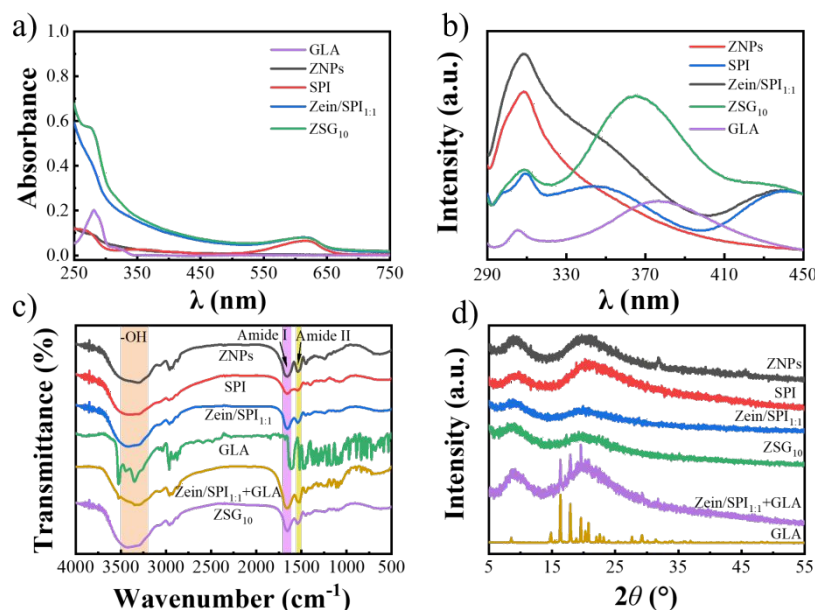 a)
Absorbance
1.0
0.8
0.6
0.4
0.2
0.0
GLA
ZNPs
SPI
Zein/SPI₁:₁
ZSG₁₀
250 350 450 550 650 750
λ (nm)
b)
Intensity (a.u.)
ZNPs
SPI
Zein/SPI₁:₁
ZSG₁₀
GLA
290 330 370 410 450
λ (nm)
c)
Transmittance (%)
-OH
Amide I
Amide II
ZNPs
SPI
Zein/SPI₁:₁
GLA
Zein/SPI₁:₁+GLA
ZSG₁₀
4000 3500 3000 2500 2000 1500 1000 500
Wavenumber (cm⁻¹)
d)
Intensity (a.u.)
ZNPs
SPI
Zein/SPI₁:₁
ZSG₁₀
Zein/SPI₁:₁+GLA
GLA
5 15 25 35 45 55
2θ (°)